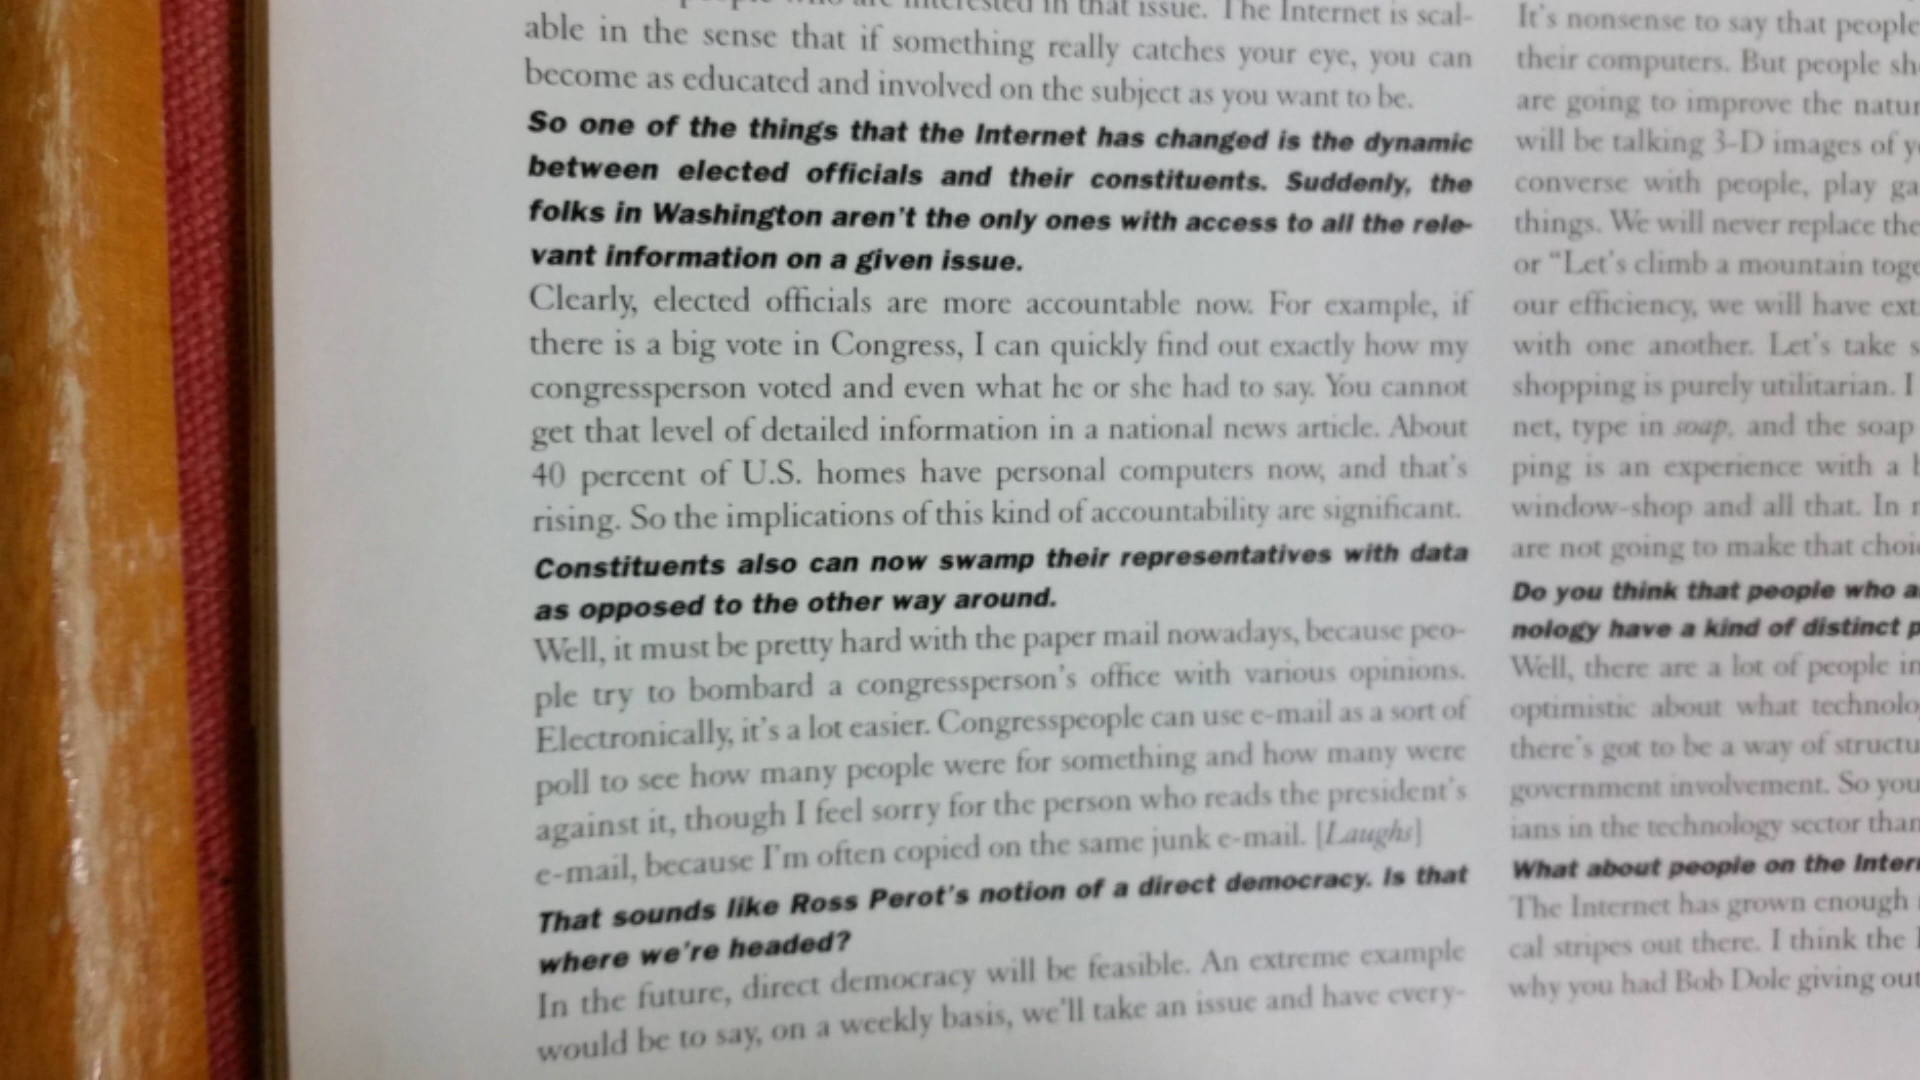 people who are interested in that issue. The Internet is scal-
able in the sense that if something really catches your eye, you can
become as educated and involved on the subject as you want to be.
So one of the things that the Internet has changed is the dynamic
between elected officials and their constituents. Suddenly, the
folks in Washington aren't the only ones with access to all the rele-
vant information on a given issue.
Clearly, elected officials are more accountable now. For example, if
there is a big vote in Congress, I can quickly find out exactly how my
congressperson voted and even what he or she had to say. You cannot
get that level of detailed information in a national news article. About
40 percent of U.S. homes have personal computers now, and that's
rising. So the implications of this kind of accountability are significant.
Constituents also can now swamp their representatives with data
as opposed to the other way around.
Well, it must be pretty hard with the paper mail nowadays, because peo-
ple try to bombard a congressperson's office with various opinions.
Electronically, it's a lot easier. Congresspeople can use e-mail as a sort of
poll to see how many people were for something and how many were
against it, though I feel sorry for the person who reads the president's
e-mail, because I'm often copied on the same junk e-mail. [Laughs]
That sounds like Ross Perot's notion of a direct democracy. Is that
where we're headed?
In the future, direct democracy will be feasible. An extreme example
would be to say, on a weekly basis, we'll take an issue and have every-
It's nonsense to say that people
their computers. But people
are going to improve the
will be talking 3-D images of
converse with people, play
things. We will never replace the
or "Let's climb a mountain
our efficiency, we will have
with one another. Let's take
shopping is purely utilitarian. I
net, type in soap, and the soap
ping is an experience with a
window-shop and all that. In
are not going to make that
Do you think that people who
nology have a kind of distinct
Well, there are a lot of people
optimistic about what
there's got to be a way of
government involvement. So you
ians in the technology sector than
What about people on the
The Internet has grown enough
cal stripes out there. I think the
why you had Bob Dole giving out